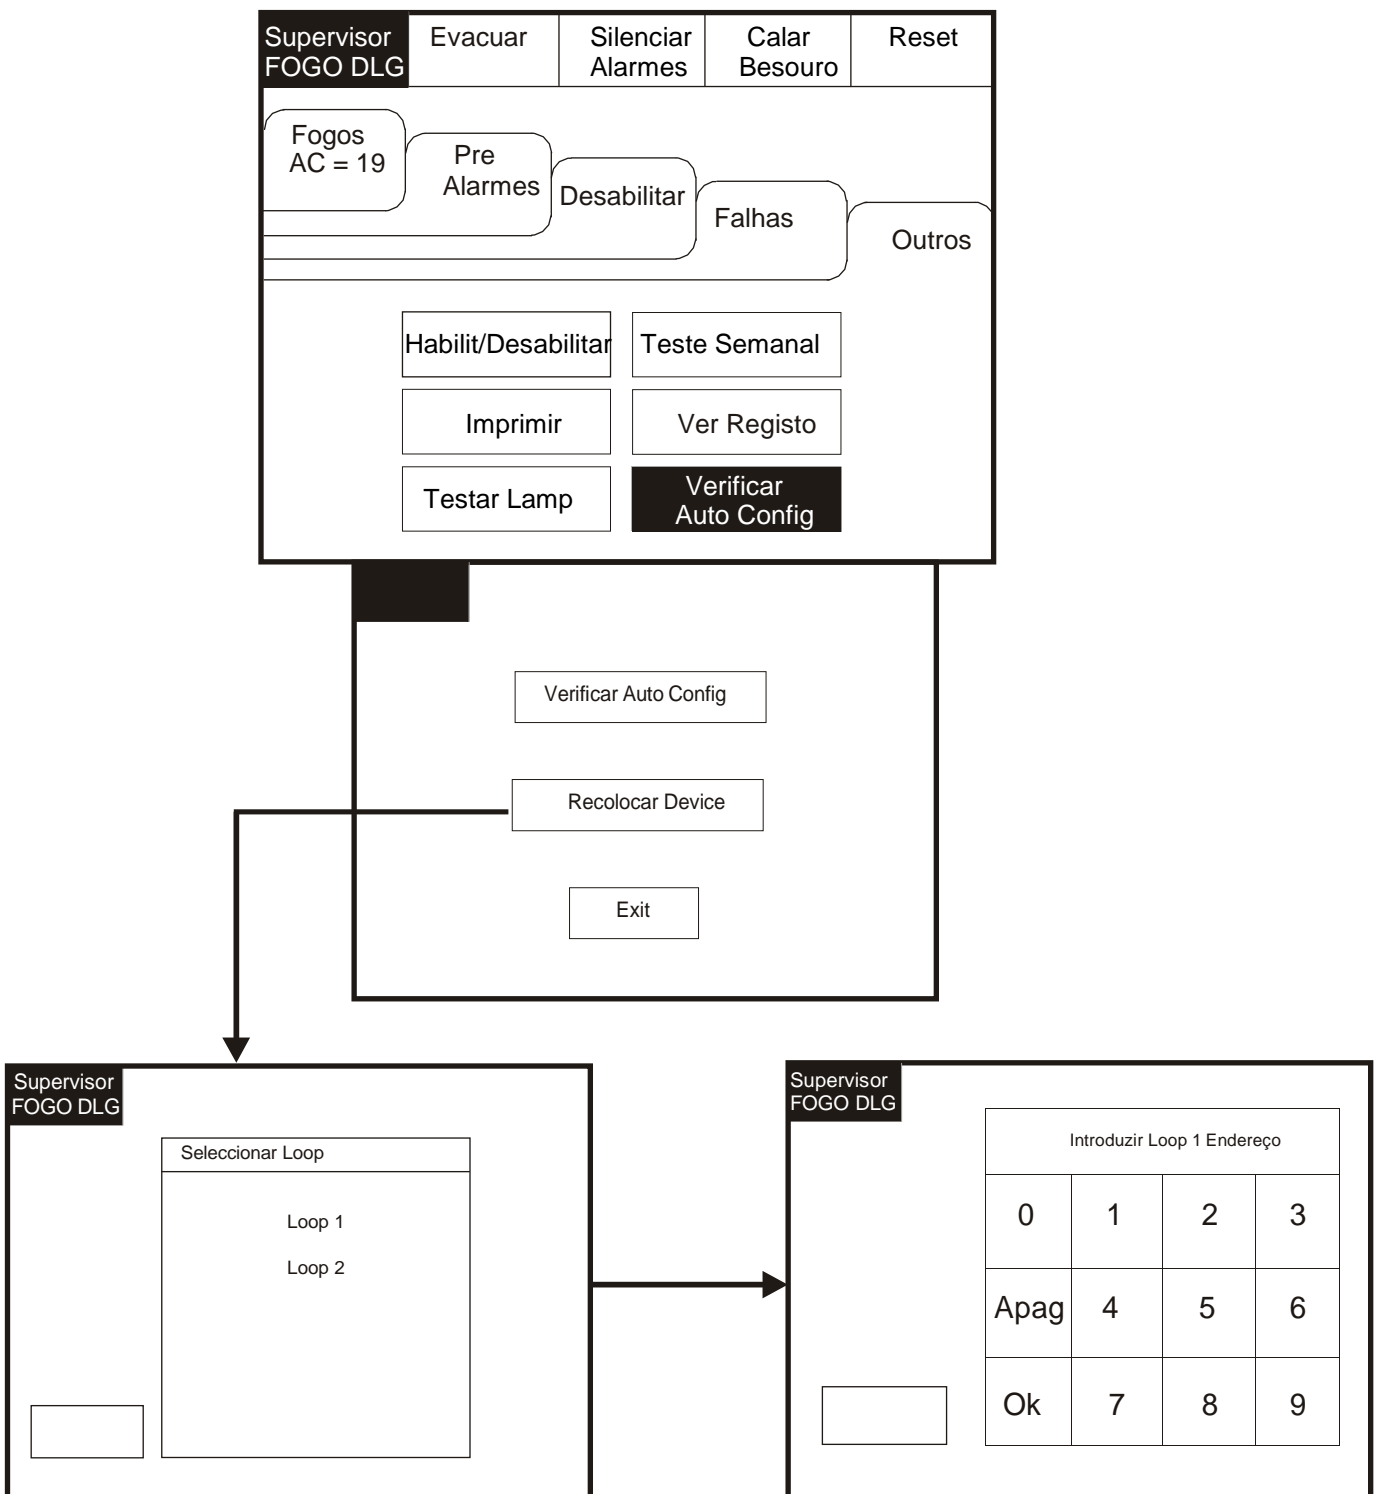 Supervisor
FOGO DLG
Evacuar
Silenciar
Alarmes
Calar
Besouro
Reset
Fogos
AC = 19
Pre
Alarmes
Desabilitar
Falhas
Outros
Habilit/Desabilitar
Teste Semanal
Imprimir
Ver Registo
Testar Lamp
Verificar
Auto Config
Verificar Auto Config
Recolocar Device
Exit
Supervisor
FOGO DLG
Seleccionar Loop
Loop 1
Loop 2
Supervisor
FOGO DLG
Introduzir Loop 1 Endereço
0 1 2 3
Apag 4 5 6
Ok 7 8 9